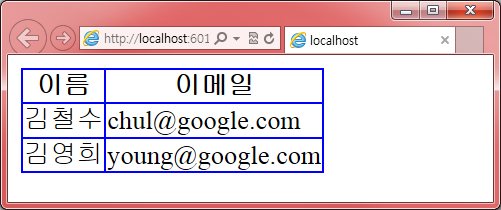 http://localhost:601
localhost
이름 이메일
김철수 chul@google.com
김영희 young@google.com